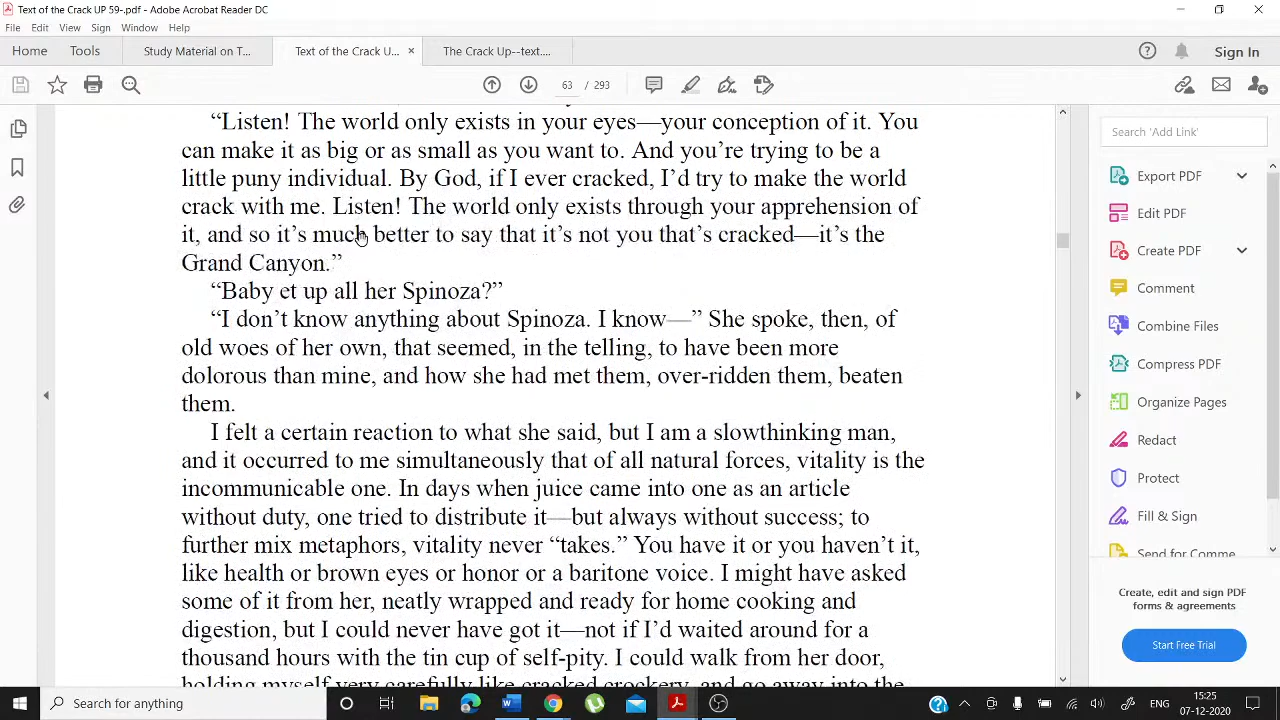 Text of the Crack UP 59-.pdf - Adobe Acrobat Reader DC
File Edit View Sign Window Help
Home Tools Study Material on T... Text of the Crack U... × The Crack Up--text.... Sign In
63 / 293
“Listen! The world only exists in your eyes—your conception of it. You
can make it as big or as small as you want to. And you’re trying to be a
little puny individual. By God, if I ever cracked, I’d try to make the world
crack with me. Listen! The world only exists through your apprehension of
it, and so it’s much better to say that it’s not you that’s cracked—it’s the
Grand Canyon.”
“Baby et up all her Spinoza?”
“I don’t know anything about Spinoza. I know—” She spoke, then, of
old woes of her own, that seemed, in the telling, to have been more
dolorous than mine, and how she had met them, over-ridden them, beaten
them.
I felt a certain reaction to what she said, but I am a slowthinking man,
and it occurred to me simultaneously that of all natural forces, vitality is the
incommunicable one. In days when juice came into one as an article
without duty, one tried to distribute it—but always without success; to
further mix metaphors, vitality never “takes.” You have it or you haven’t it,
like health or brown eyes or honor or a baritone voice. I might have asked
some of it from her, neatly wrapped and ready for home cooking and
digestion, but I could never have got it—not if I’d waited around for a
thousand hours with the tin cup of self-pity. I could walk from her door,
holding myself very carefully like cracked crockery, and go away into the
Search 'Add Link'
Export PDF
Edit PDF
Create PDF
Comment
Combine Files
Compress PDF
Organize Pages
Redact
Protect
Fill & Sign
Send for Comme
Create, edit and sign PDF
forms & agreements
Start Free Trial
Search for anything
ENG
15:25
07-12-2020